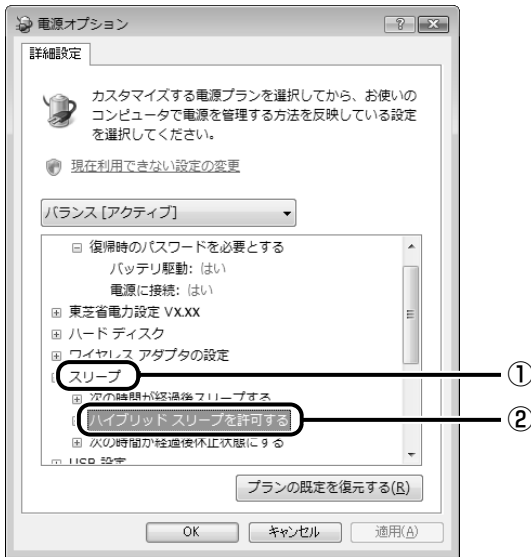 電源オプション
詳細設定
カスタマイズする電源プランを選択してから、お使いの
コンピュータで電源を管理する方法を反映している設定
を選択してください。
現在利用できない設定の変更
バランス [アクティブ]
復帰時のパスワードを必要とする
バッテリ駆動: はい
電源に接続: はい
東芝省電力設定 VX.XX
ハード ディスク
ワイヤレス アダプタの設定
スリープ
①
次の時間が経過後スリープする
ハイブリッド スリープを許可する
②
次の時間が経過後休止状態にする
USB 設定
プランの既定を復元する(R)
OK
キャンセル
適用(A)